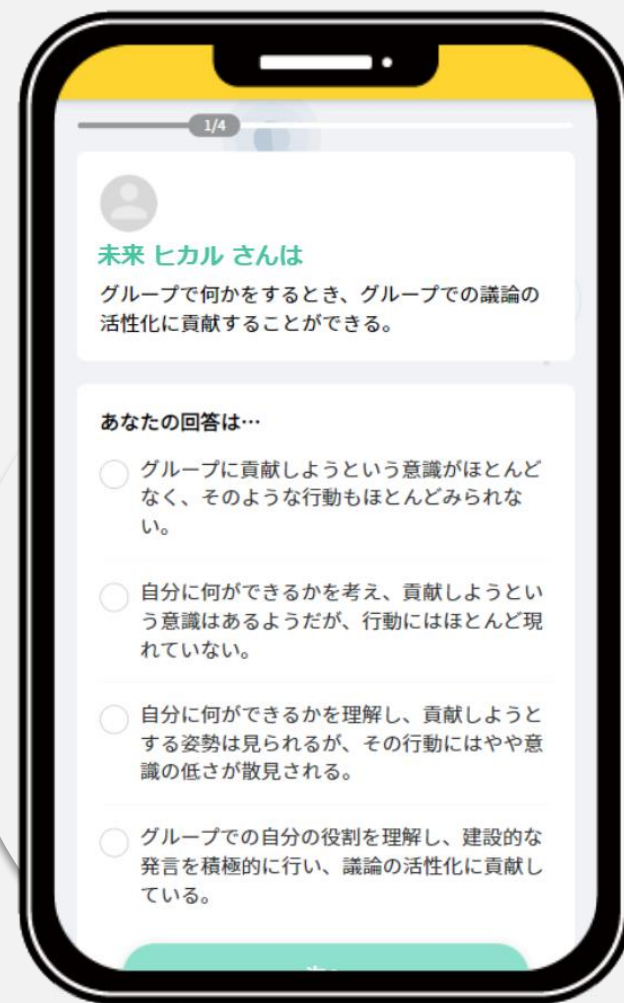 1/4
未来 ヒカル さんは
グループで何かをするとき、グループでの議論の
活性化に貢献することができる。
あなたの回答は…
グループに貢献しようという意識がほとんど
なく、そのような行動もほとんどみられな
い。
自分に何ができるかを考え、貢献しようとい
う意識はあるようだが、行動にはほとんど現
れていない。
自分に何ができるかを理解し、貢献しようと
する姿勢は見られるが、その行動にはやや意
識の低さが散見される。
グループでの自分の役割を理解し、建設的な
発言を積極的に行い、議論の活性化に貢献し
ている。